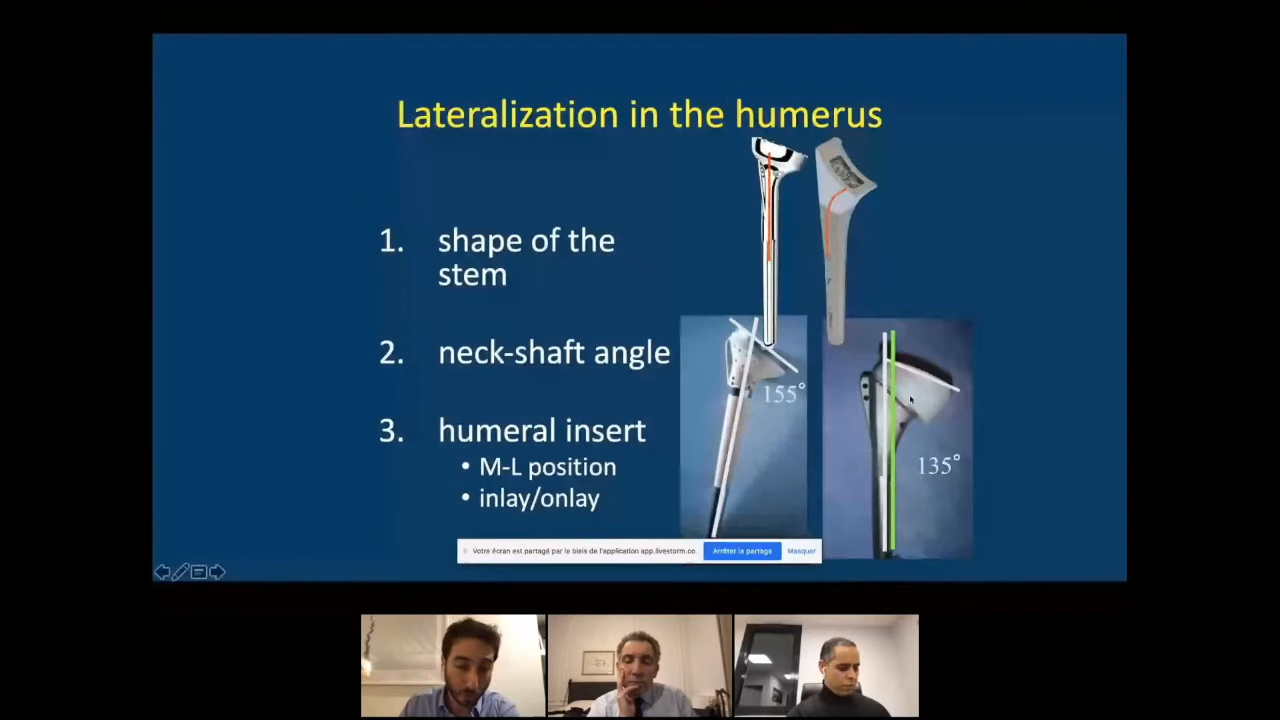 Lateralization in the humerus
1. shape of the
stem
2. neck-shaft angle
155°
3. humeral insert
• M-L position
135°
• inlay/onlay
Votre écran est partagé par le biais de l'application app.livestorm.co.
Arrêter le partage
Masquer